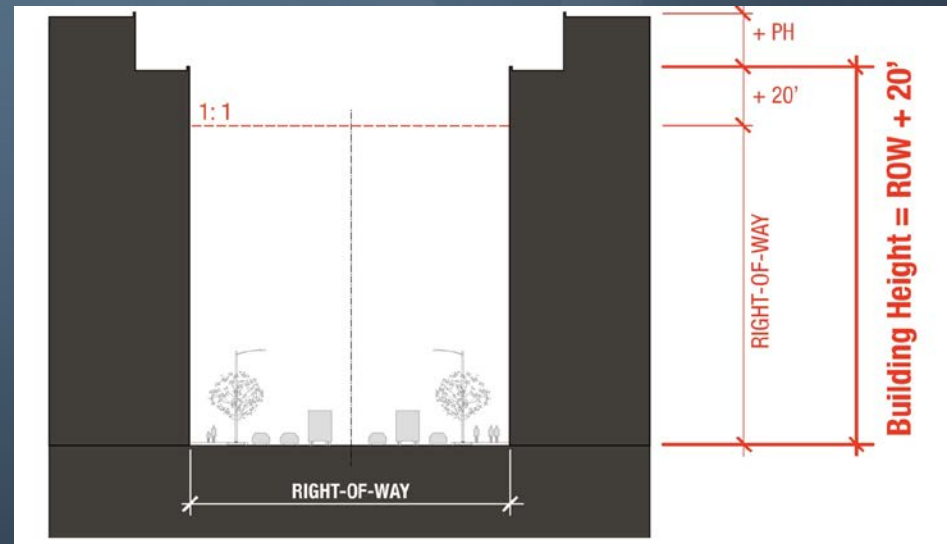 + PH
+ 20'
1:1
RIGHT-OF-WAY
Building Height = ROW + 20'
RIGHT-OF-WAY